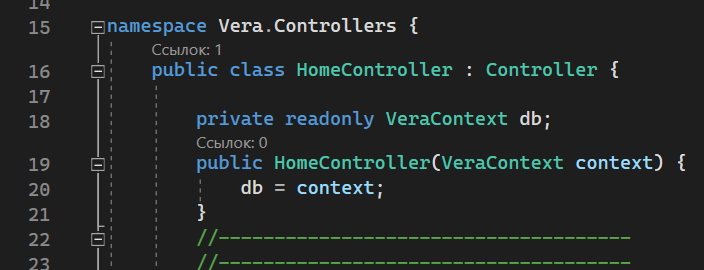 14
15 namespace Vera.Controllers {
Ссылок: 1
16 public class HomeController : Controller {
17
18 private readonly VeraContext db;
Ссылок: 0
19 public HomeController(VeraContext context) {
20 db = context;
21 }
22 //-------------------------------------
23 //-------------------------------------